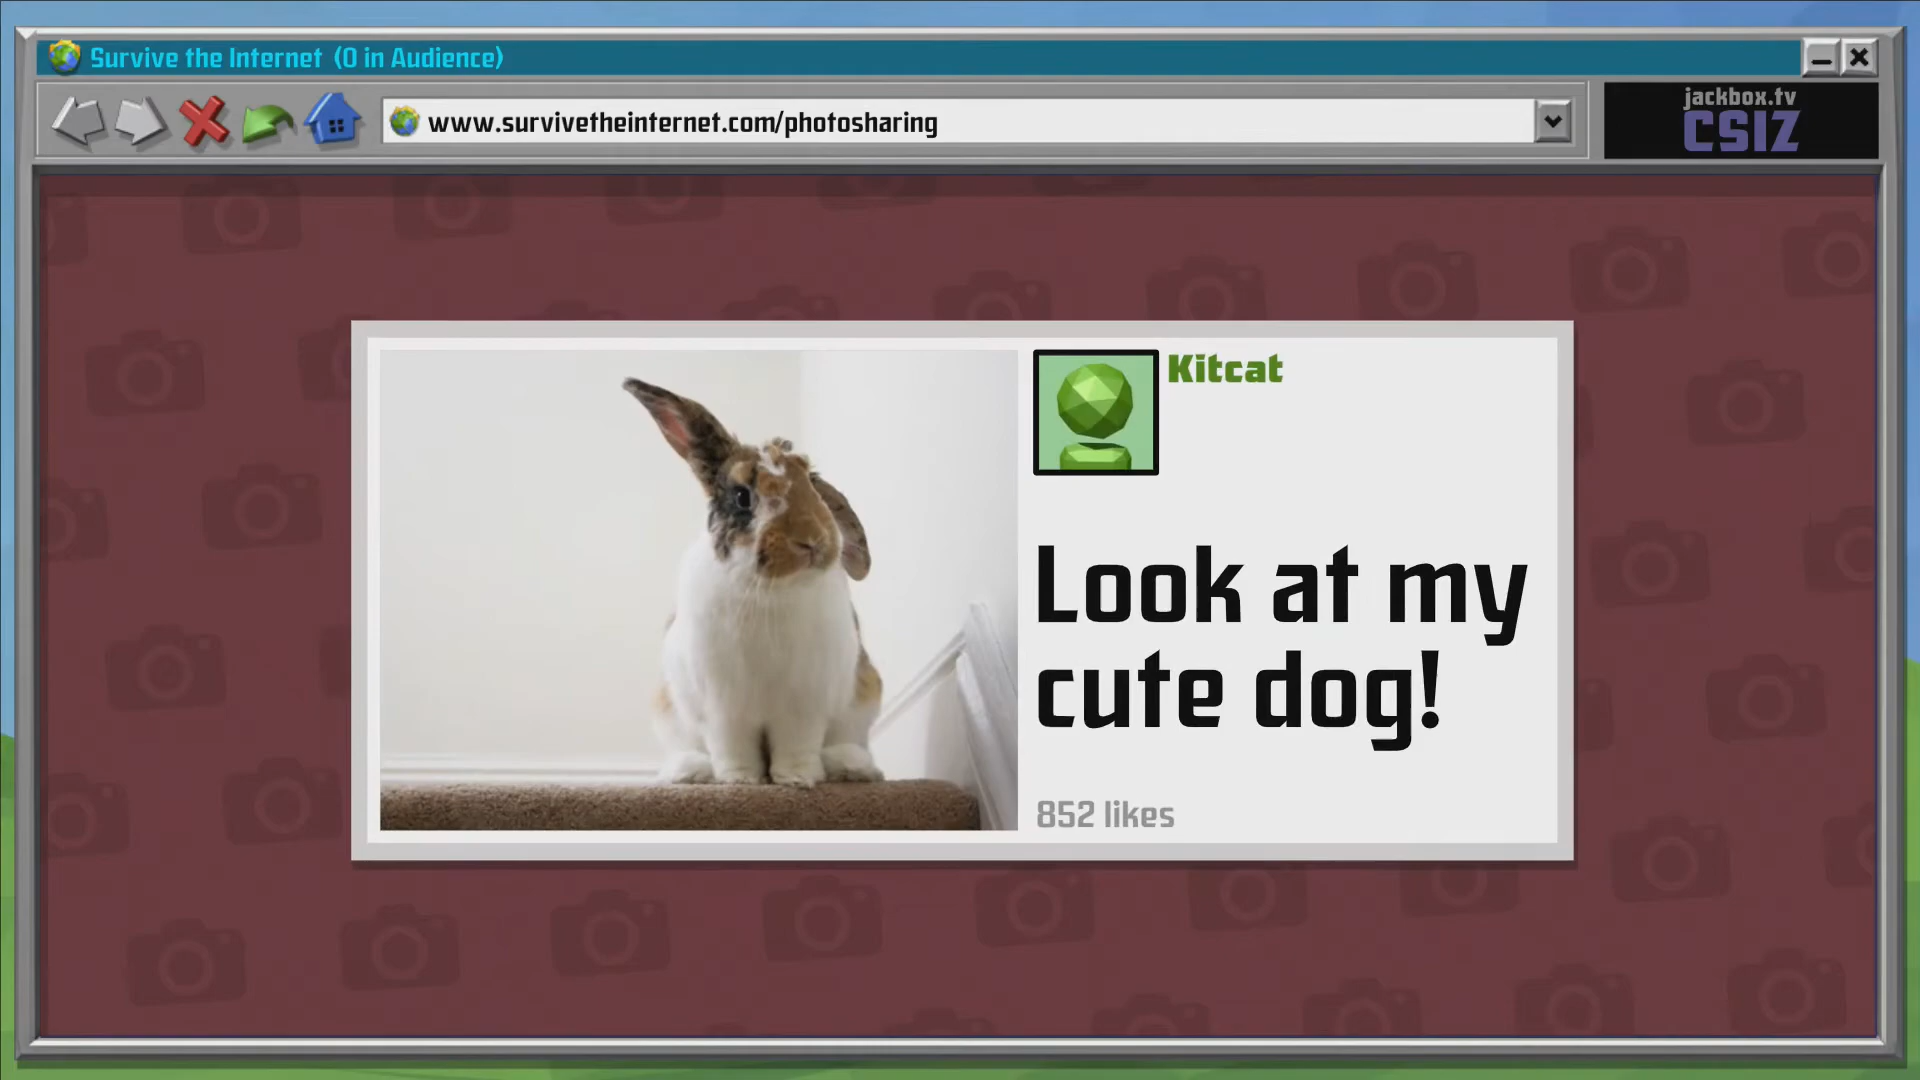 Survive the Internet (0 in Audience)
www.survivetheinternet.com/photosharing
jackbox.tv
CSIZ
Kitcat
Look at my
cute dog!
852 likes